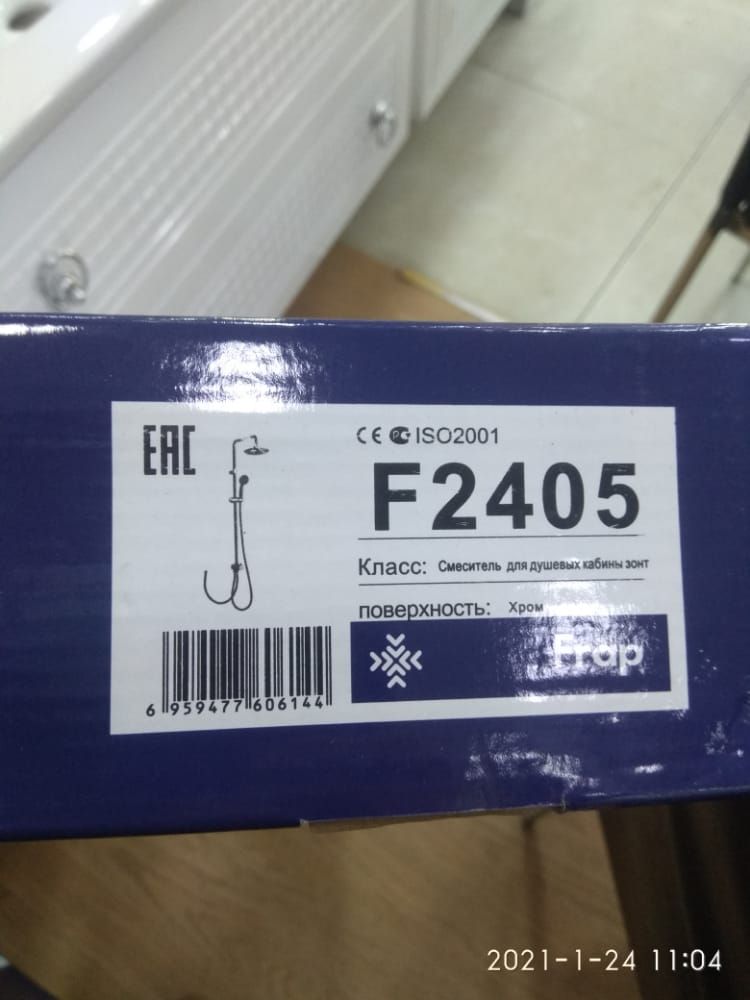 EAC
CE PC ISO2001
F2405
Класс: Смеситель для душевых кабины зонт
поверхность: Хром
Frap
6 959477 606144
2021-1-24 11:04